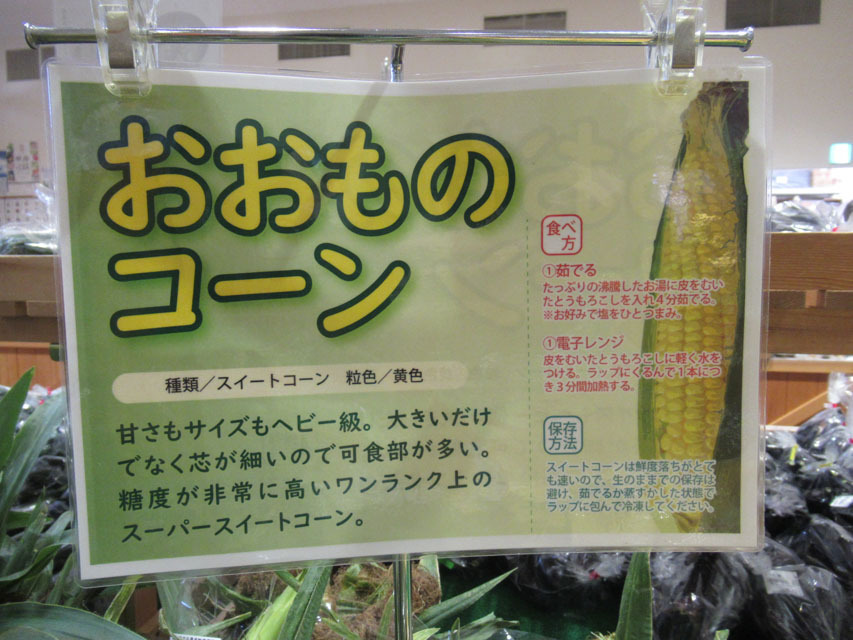 おおもの
コーン
種類／スイートコーン　粒色／黄色
甘さもサイズもヘビー級。大きいだけ
でなく芯が細いので可食部が多い。
糖度が非常に高いワンランク上の
スーパースイートコーン。
食べ
方
①茹でる
たっぷりの沸騰したお湯に皮をむい
たとうもろこしを入れ４分茹でる。
※お好みで塩をひとつまみ。
①電子レンジ
皮をむいたとうもろこしに軽く水を
つける。ラップにくるんで１本につ
き３分間加熱する。
保存
方法
スイートコーンは鮮度落ちがとて
も速いので、生のままでの保存は
避け、茹でるか蒸すかした状態で
ラップに包んで冷凍してください。